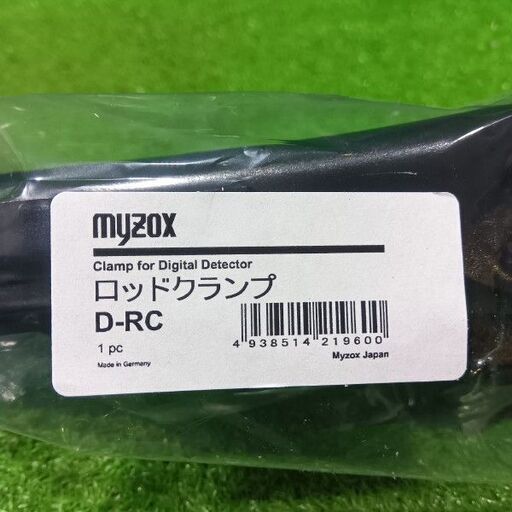 myzox
Clamp for Digital Detector
ロッドクランプ
D-RC
1 pc
Made in Germany
4 938514 219600
Myzox Japan